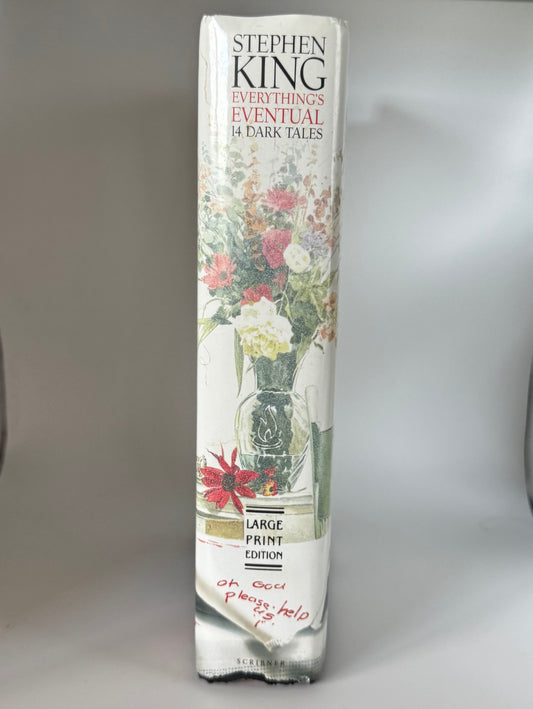 STEPHEN
KING
EVERYTHING'S
EVENTUAL
14 DARK TALES
LARGE
PRINT
EDITION
oh God
please help
us
SCRIBNER